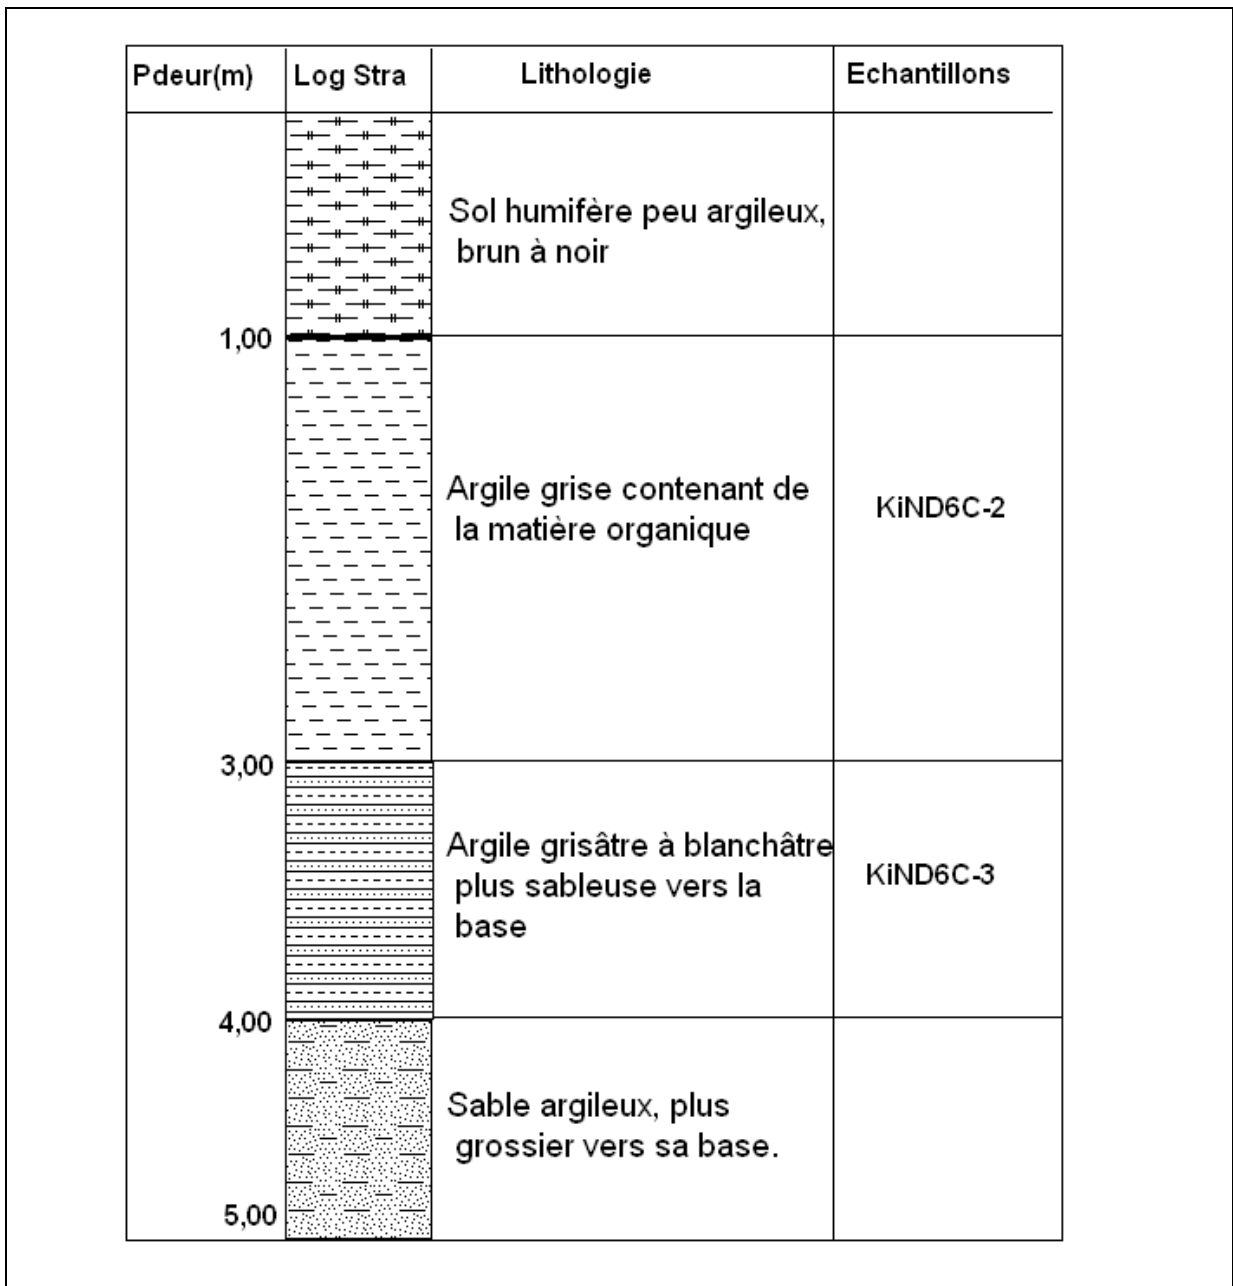 Pdeur(m) Log Stra Lithologie Echantillons
Sol humifère peu argileux,
brun à noir
1,00
Argile grise contenant de
la matière organique
KiND6C-2
3,00
Argile grisâtre à blanchâtre
plus sableuse vers la
base
KiND6C-3
4,00
Sable argileux, plus
grossier vers sa base.
5,00